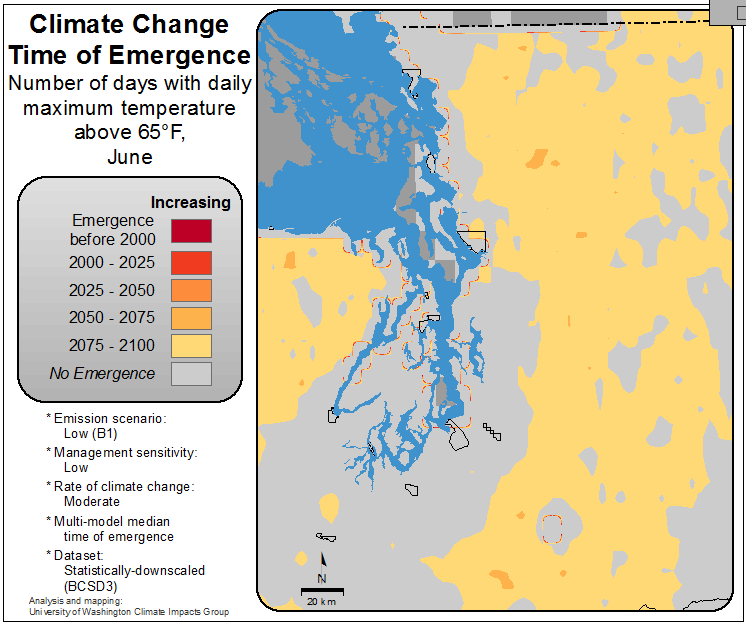 Climate Change
Time of Emergence
Number of days with daily
maximum temperature
above 65°F,
June
Increasing
Emergence
before 2000
2000 - 2025
2025 - 2050
2050 - 2075
2075 - 2100
No Emergence
* Emission scenario:
Low (B1)
* Management sensitivity:
Low
* Rate of climate change:
Moderate
* Multi-model median
time of emergence
* Dataset:
Statistically-downscaled
(BCSD3)
Analysis and mapping:
University of Washington Climate Impacts Group
N
20 km